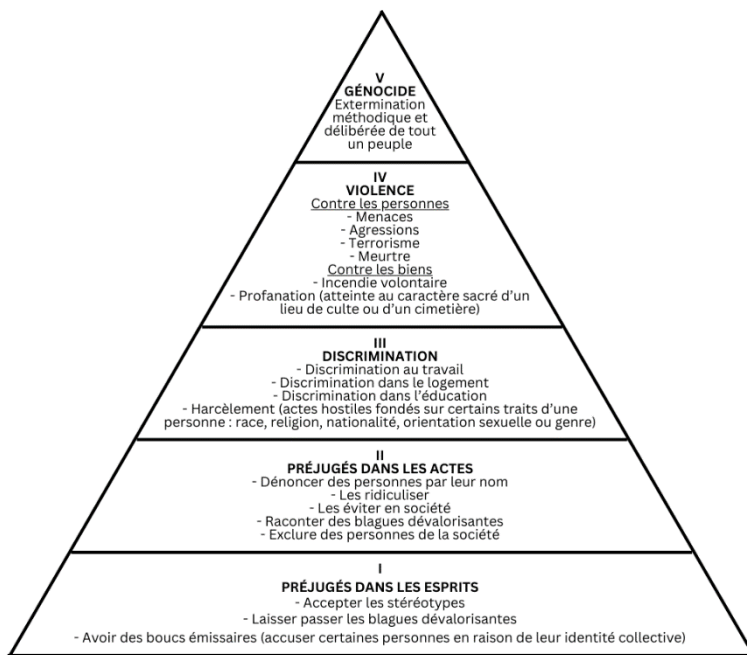 V
GÉNOCIDE
Extermination
méthodique et
délibérée de tout
un peuple
IV
VIOLENCE
Contre les personnes
- Menaces
- Agressions
- Terrorisme
- Meurtre
Contre les biens
- Incendie volontaire
- Profanation (atteinte au caractère sacré d'un
lieu de culte ou d'un cimetière)
III
DISCRIMINATION
- Discrimination au travail
- Discrimination dans le logement
- Discrimination dans l'éducation
- Harcèlement (actes hostiles fondés sur certains traits d'une
personne : race, religion, nationalité, orientation sexuelle ou genre)
II
PRÉJUGÉS DANS LES ACTES
- Dénoncer des personnes par leur nom
- Les ridiculiser
- Les éviter en société
- Raconter des blagues dévalorisantes
- Exclure des personnes de la société
I
PRÉJUGÉS DANS LES ESPRITS
- Accepter les stéréotypes
- Laisser passer les blagues dévalorisantes
- Avoir des boucs émissaires (accuser certaines personnes en raison de leur identité collective)